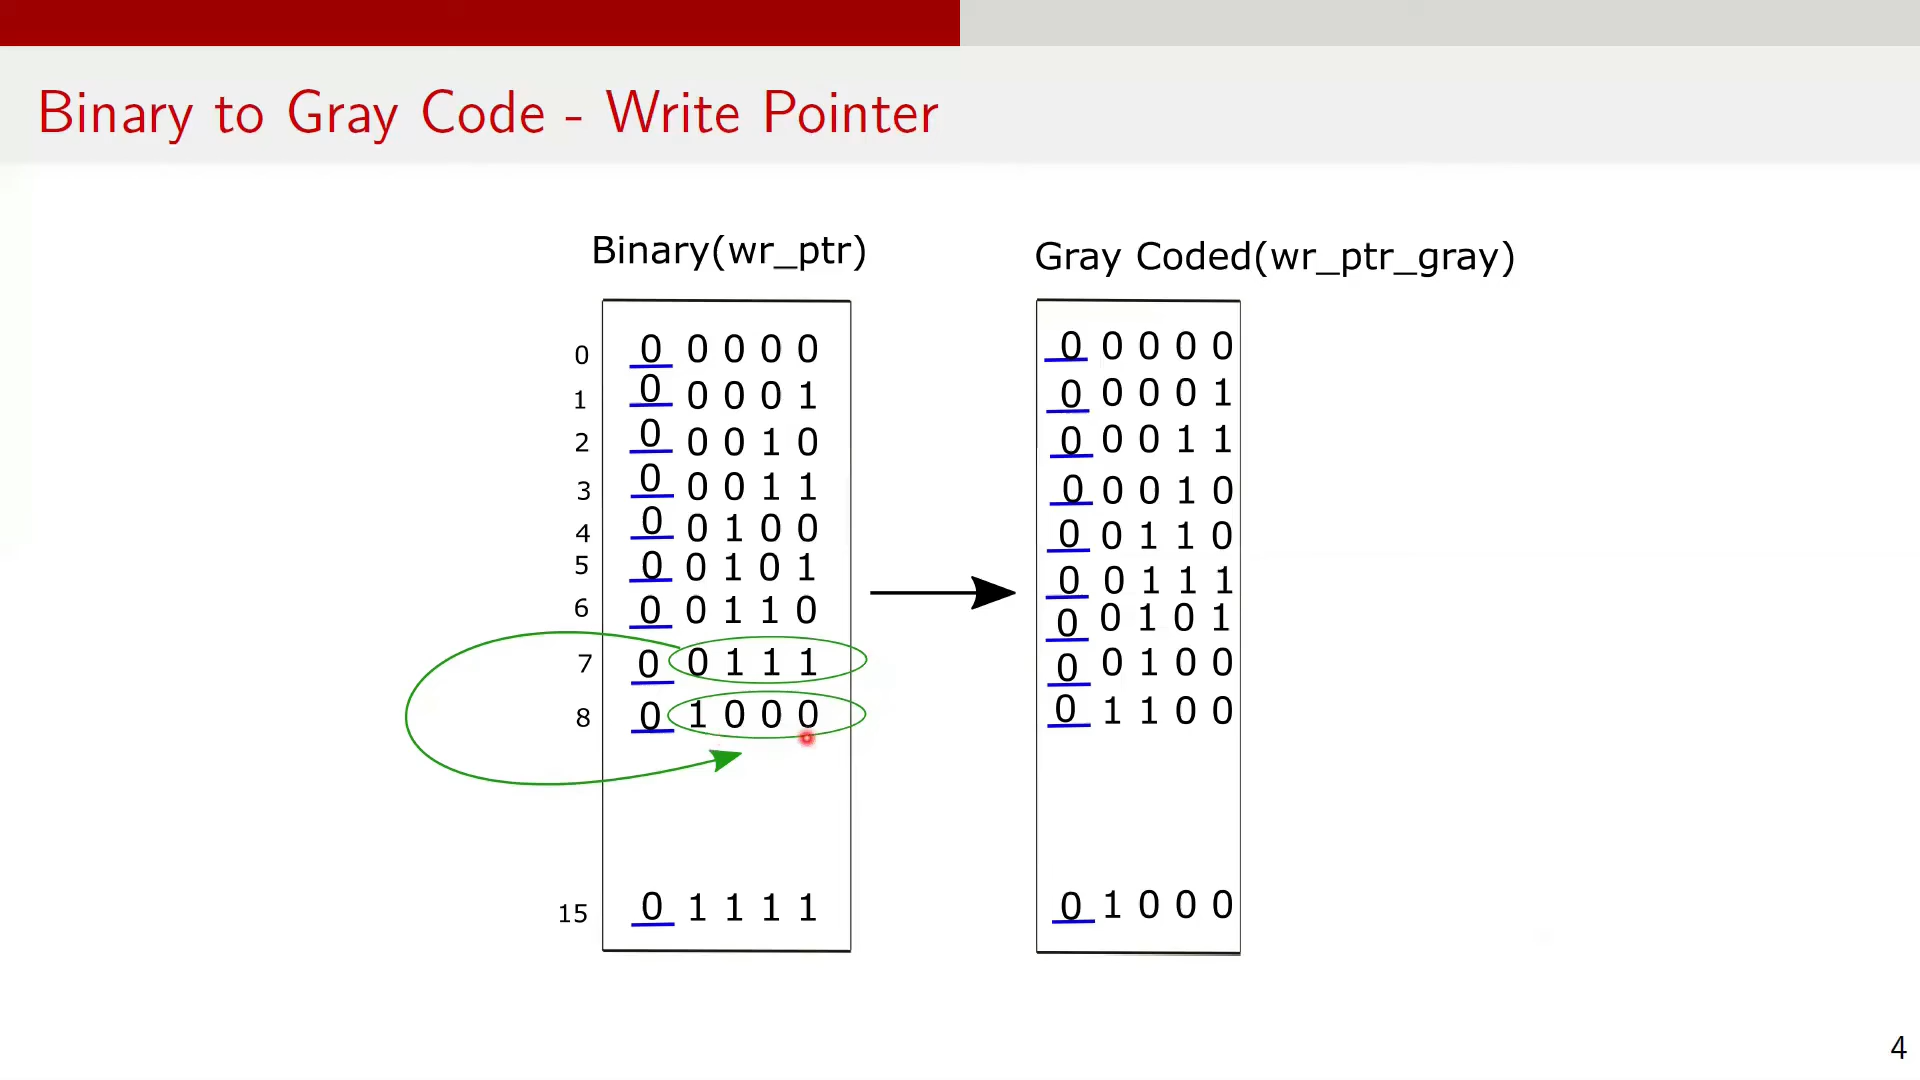 Binary to Gray Code - Write Pointer
Binary(wr_ptr) Gray Coded(wr_ptr_gray)
0 0 0 0 0 0 0 0 0 0 0
1 0 0 0 0 1 0 0 0 0 1
2 0 0 0 1 0 0 0 0 1 1
3 0 0 0 1 1 0 0 0 1 0
4 0 0 1 0 0 0 0 1 1 0
5 0 0 1 0 1 0 0 1 1 1
6 0 0 1 1 0 0 0 1 0 1
7 0 0 1 1 1 0 0 1 0 0
8 0 1 0 0 0 0 1 1 0 0
15 0 1 1 1 1 0 1 0 0 0
4